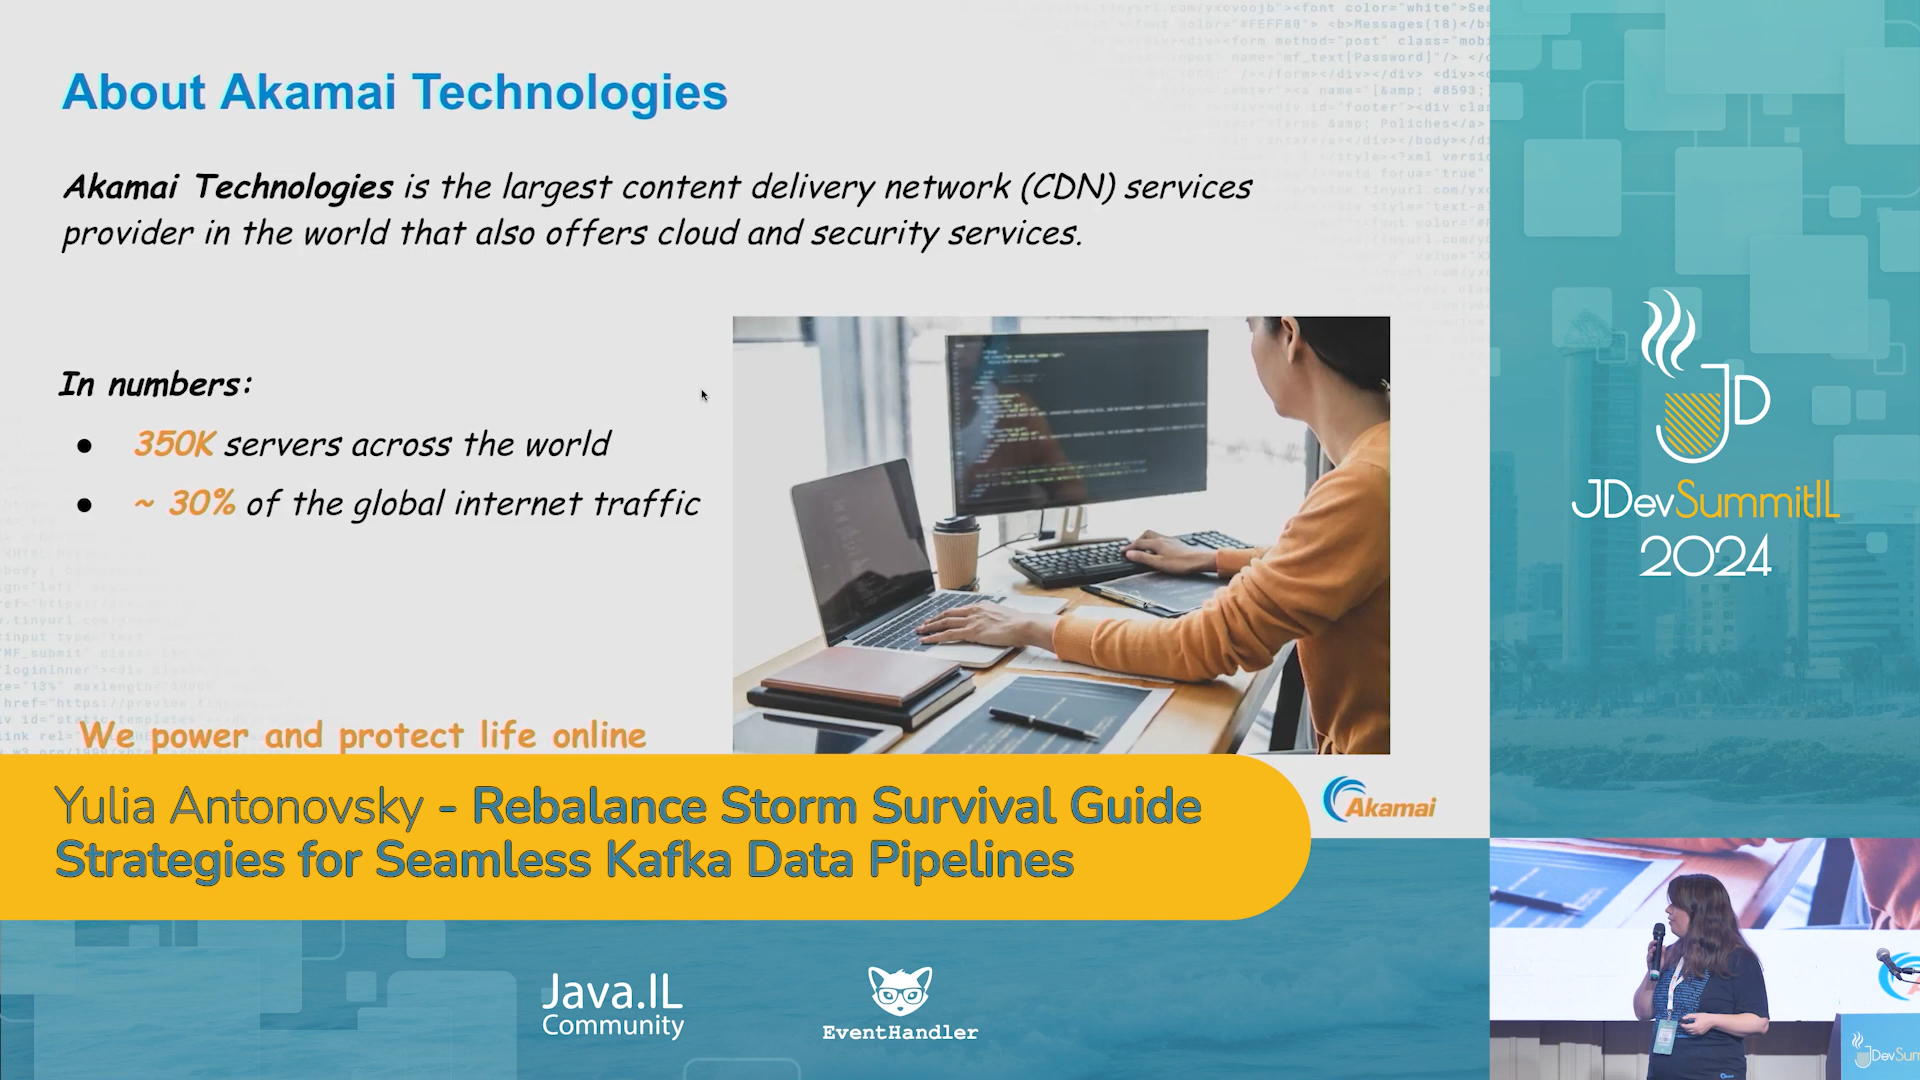 About Akamai Technologies
Akamai Technologies is the largest content delivery network (CDN) services
provider in the world that also offers cloud and security services.
In numbers:
● 350K servers across the world
● ~ 30% of the global internet traffic
We power and protect life online
Akamai
Yulia Antonovsky - Rebalance Storm Survival Guide
Strategies for Seamless Kafka Data Pipelines
Java.IL
Community
EventHandler
JD
JDevSummitIL
2024